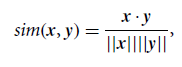 sim(x, y) = x · y / ||x||||y||,